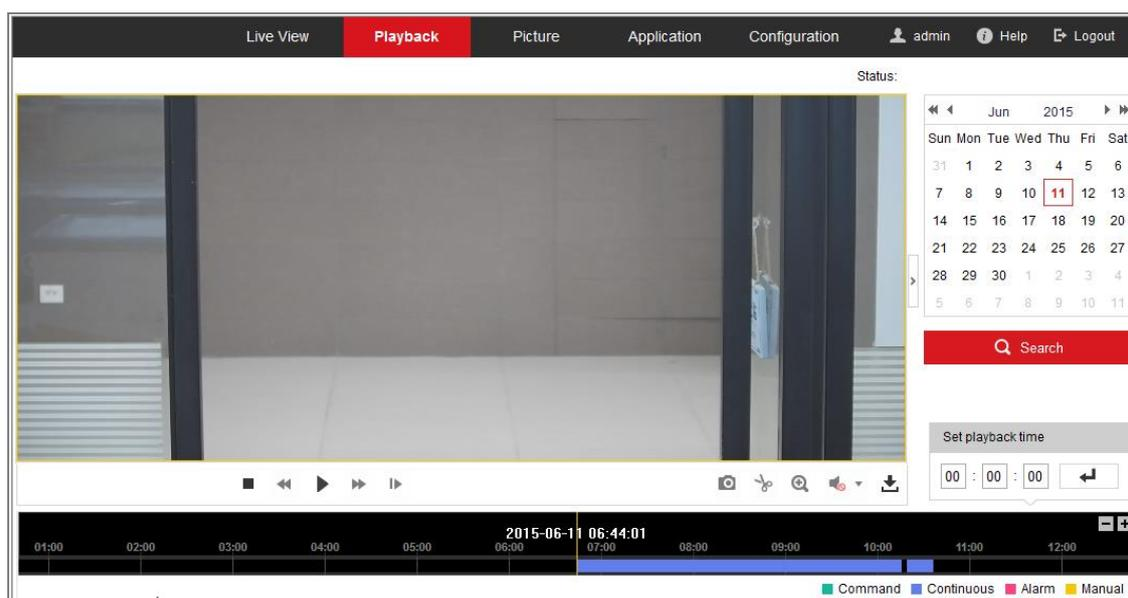 Live View Playback Picture Application Configuration admin Help Logout
Status:
Jun 2015
Sun Mon Tue Wed Thu Fri Sat
31 1 2 3 4 5 6
7 8 9 10 11 12 13
14 15 16 17 18 19 20
21 22 23 24 25 26 27
28 29 30 1 2 3 4
5 6 7 8 9 10 11
Search
Set playback time
00 : 00 : 00
2015-06-11 06:44:01
01:00 02:00 03:00 04:00 05:00 06:00 07:00 08:00 09:00 10:00 11:00 12:00
Command Continuous Alarm Manual